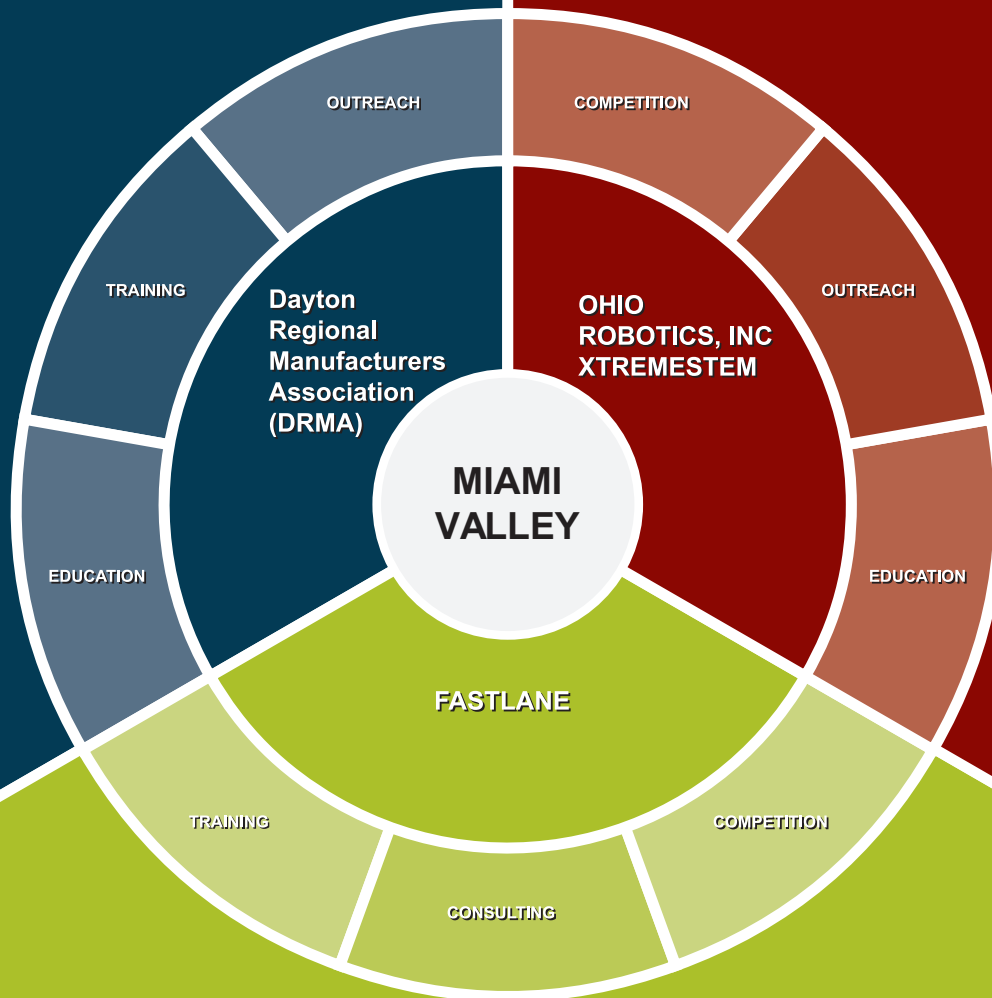 OUTREACH
COMPETITION
TRAINING
OUTREACH
Dayton
Regional
Manufacturers
Association
(DRMA)
OHIO
ROBOTICS, INC
XTREMESTEM
MIAMI
VALLEY
EDUCATION
EDUCATION
FASTLANE
TRAINING
COMPETITION
CONSULTING